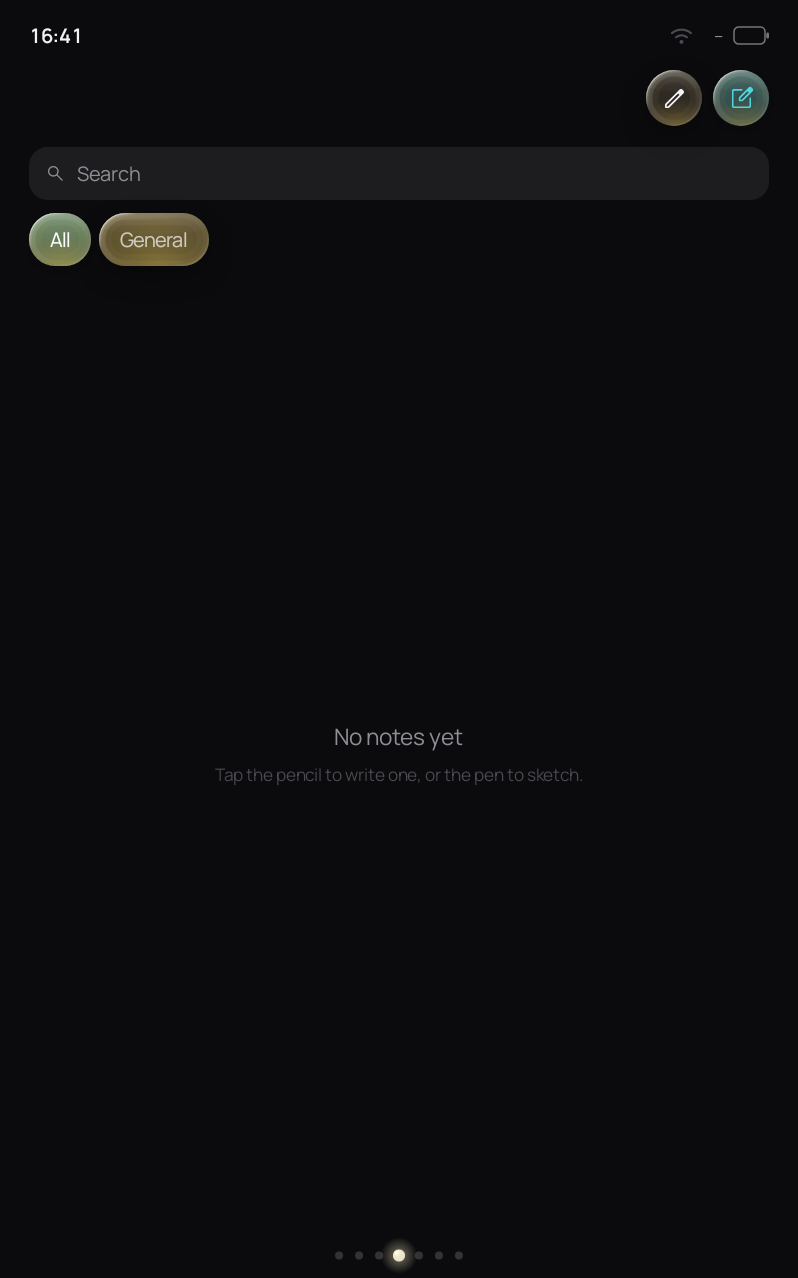 16:41
Search
All General
No notes yet
Tap the pencil to write one, or the pen to sketch.